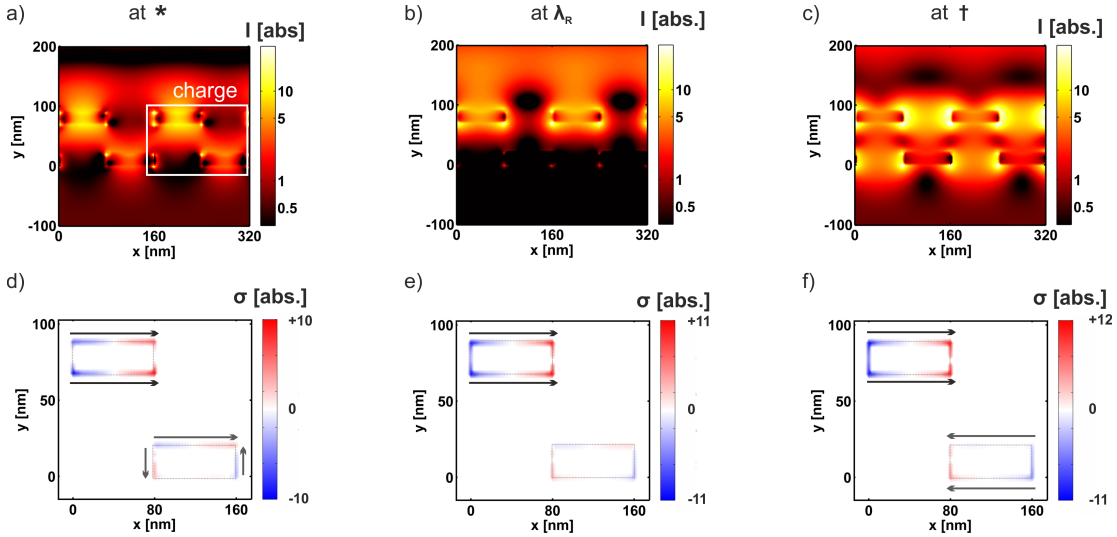 a) at * I [abs]
200
100
0
-100
y [nm]
0 160 320
x [nm]
charge
10
5
1
0.5
b) at λR I [abs.]
200
100
0
-100
y [nm]
0 160 320
x [nm]
10
5
1
0.5
c) at † I [abs.]
200
100
0
-100
y [nm]
0 160 320
x [nm]
10
5
1
0.5
d) σ [abs.]
100
50
0
y [nm]
0 80 160
x [nm]
+10
0
-10
e) σ [abs.]
100
50
0
y [nm]
0 80 160
x [nm]
+11
0
-11
f) σ [abs.]
100
50
0
y [nm]
0 80 160
x [nm]
+12
0
-11